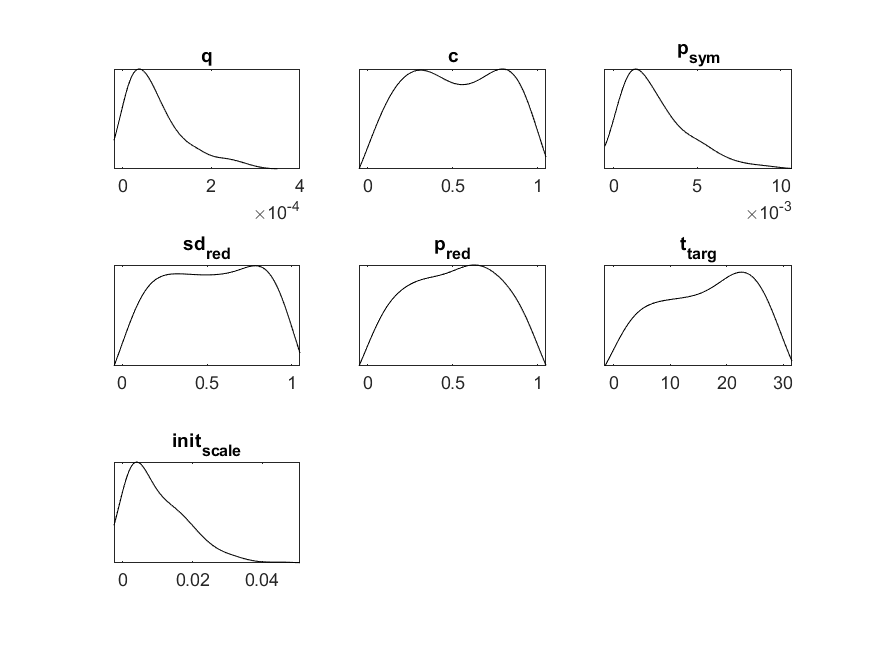 q
c
p_sym
0 2 4
×10^-4
0 0.5 1
0 5 10
×10^-3
sd_red
p_red
t_targ
0 0.5 1
0 0.5 1
0 10 20 30
init_scale
0 0.02 0.04